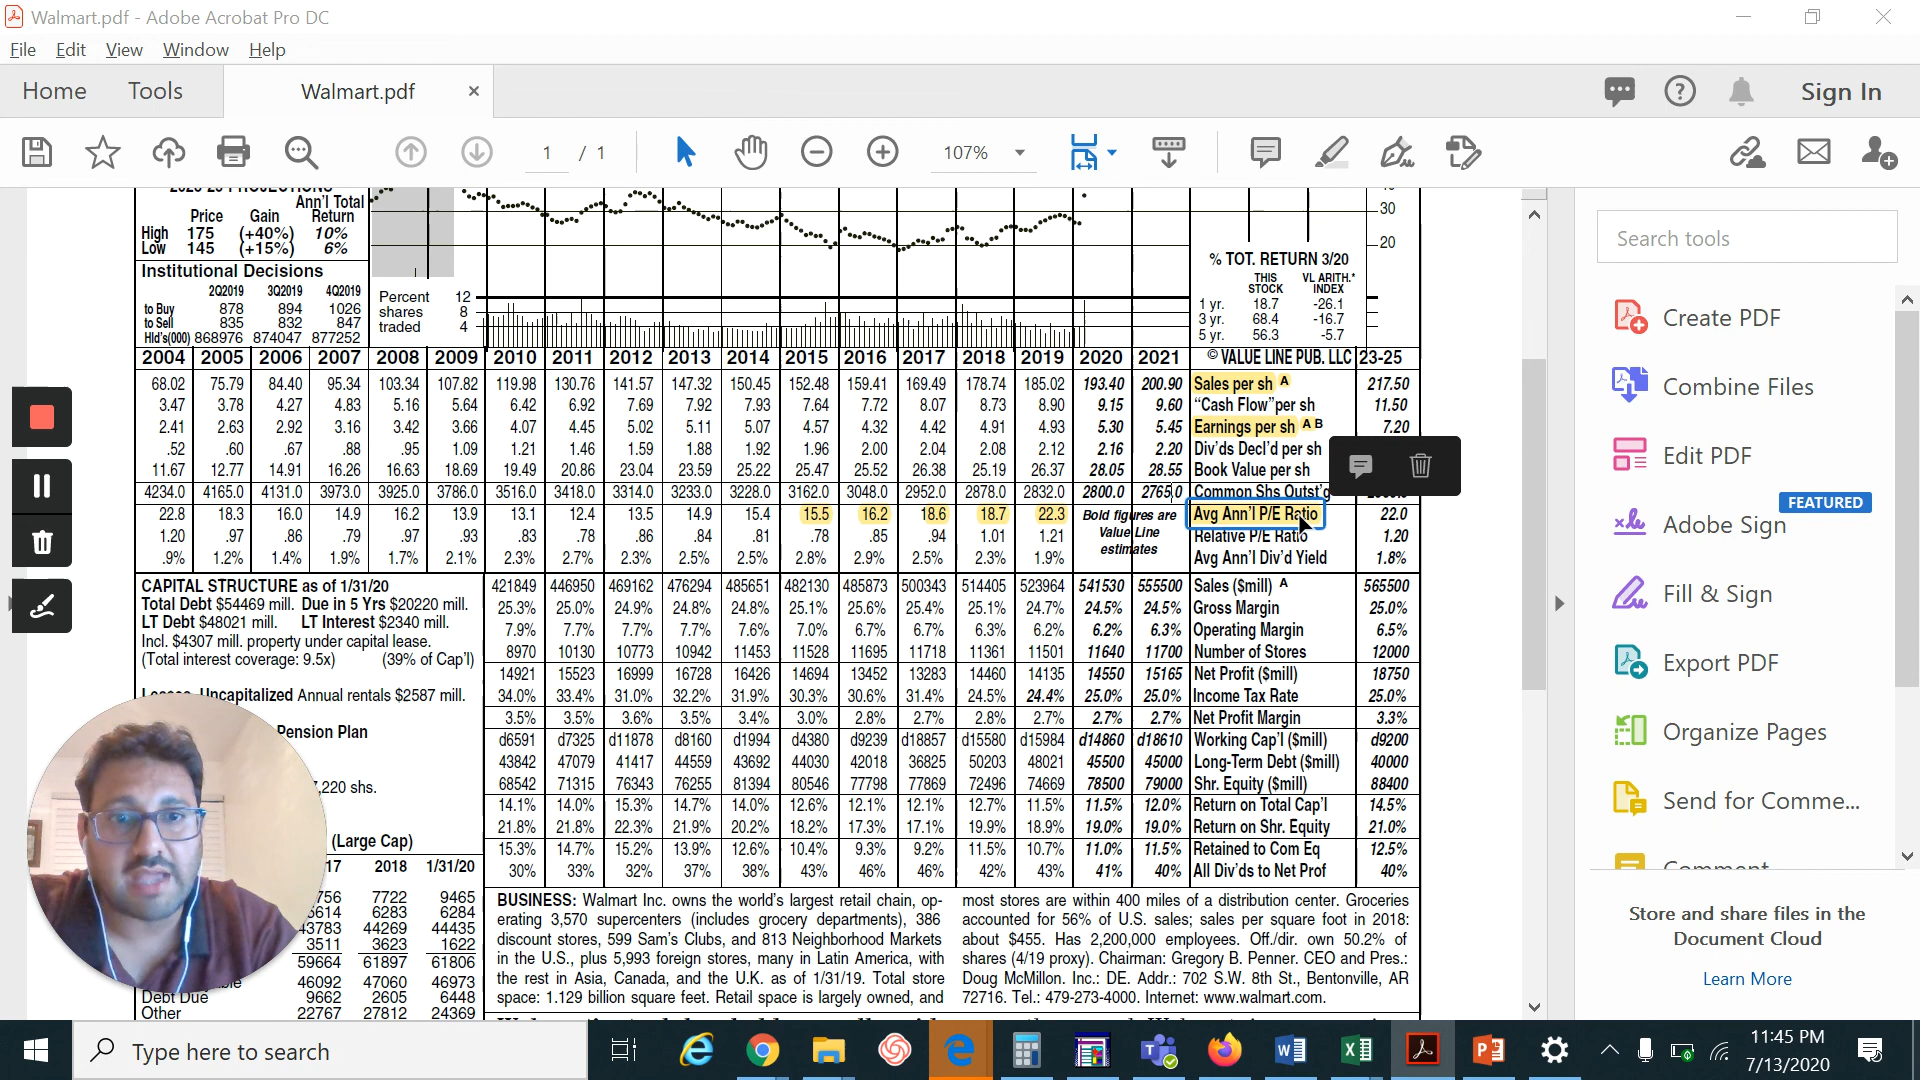 Walmart.pdf - Adobe Acrobat Pro DC
File Edit View Window Help
Home Tools Walmart.pdf × Sign In
1 / 1 107%
Ann'l Total
Price Gain Return
High 175 (+40%) 10%
Low 145 (+15%) 6%
Institutional Decisions
2Q2019 3Q2019 4Q2019
to Buy 878 894 1026
to Sell 835 832 847
Hld's(000) 868976 874047 877252
Percent 12
shares 8
traded 4
30
20
% TOT. RETURN 3/20
THIS VL ARITH.*
STOCK INDEX
1 yr. 18.7 -26.1
3 yr. 68.4 -16.7
5 yr. 56.3 -5.7
2004 2005 2006 2007 2008 2009 2010 2011 2012 2013 2014 2015 2016 2017 2018 2019 2020 2021 © VALUE LINE PUB. LLC 23-25
68.02 75.79 84.40 95.34 103.34 107.82 119.98 130.76 141.57 147.32 150.45 152.48 159.41 169.49 178.74 185.02 193.40 200.90 Sales per sh A 217.50
3.47 3.78 4.27 4.83 5.16 5.64 6.42 6.92 7.69 7.92 7.93 7.64 7.72 8.07 8.73 8.90 9.15 9.60 "Cash Flow" per sh 11.50
2.41 2.63 2.92 3.16 3.42 3.66 4.07 4.45 5.02 5.11 5.07 4.57 4.32 4.42 4.91 4.93 5.30 5.45 Earnings per sh A B 7.20
.52 .60 .67 .88 .95 1.09 1.21 1.46 1.59 1.88 1.92 1.96 2.00 2.04 2.08 2.12 2.16 2.20 Div'ds Decl'd per sh
11.67 12.77 14.91 16.26 16.63 18.69 19.49 20.86 23.04 23.59 25.22 25.47 25.52 26.38 25.19 26.37 28.05 28.55 Book Value per sh
4234.0 4165.0 4131.0 3973.0 3925.0 3786.0 3516.0 3418.0 3314.0 3233.0 3228.0 3162.0 3048.0 2952.0 2878.0 2832.0 2800.0 2765.0 Common Shs Outst'g
22.8 18.3 16.0 14.9 16.2 13.9 13.1 12.4 13.5 14.9 15.4 15.5 16.2 18.6 18.7 22.3 Bold figures are Avg Ann'l P/E Ratio 22.0
1.20 .97 .86 .79 .97 .93 .83 .78 .86 .84 .81 .78 .85 .94 1.01 1.21 Value Line Relative P/E Ratio 1.20
.9% 1.2% 1.4% 1.9% 1.7% 2.1% 2.3% 2.7% 2.3% 2.5% 2.5% 2.8% 2.9% 2.5% 2.3% 1.9% estimates Avg Ann'l Div'd Yield 1.8%
CAPITAL STRUCTURE as of 1/31/20
Total Debt $54469 mill. Due in 5 Yrs $20220 mill.
LT Debt $48021 mill. LT Interest $2340 mill.
Incl. $4307 mill. property under capital lease.
(Total interest coverage: 9.5x) (39% of Cap'l)
Uncapitalized Annual rentals $2587 mill.
Pension Plan
,220 shs.
(Large Cap)
17 2018 1/31/20
756 7722 9465
5614 6283 6284
43783 44269 44435
3511 3623 1622
59664 61897 61806
46092 47060 46973
Debt Due 9662 2605 6448
Other 22767 27812 24369
421849 446950 469162 476294 485651 482130 485873 500343 514405 523964 541530 555500 Sales ($mill) A 565500
25.3% 25.0% 24.9% 24.8% 24.8% 25.1% 25.6% 25.4% 25.1% 24.7% 24.5% 24.5% Gross Margin 25.0%
7.9% 7.7% 7.7% 7.7% 7.6% 7.0% 6.7% 6.7% 6.3% 6.2% 6.2% 6.3% Operating Margin 6.5%
8970 10130 10773 10942 11453 11528 11695 11718 11361 11501 11640 11700 Number of Stores 12000
14921 15523 16999 16728 16426 14694 13452 13283 14460 14135 14550 15165 Net Profit ($mill) 18750
34.0% 33.4% 31.0% 32.2% 31.9% 30.3% 30.6% 31.4% 24.5% 24.4% 25.0% 25.0% Income Tax Rate 25.0%
3.5% 3.5% 3.6% 3.5% 3.4% 3.0% 2.8% 2.7% 2.8% 2.7% 2.7% 2.7% Net Profit Margin 3.3%
d6591 d7325 d11878 d8160 d1994 d4380 d9239 d18857 d15580 d15984 d14860 d18610 Working Cap'l ($mill) d9200
43842 47079 41417 44559 43692 44030 42018 36825 50203 48021 45500 45000 Long-Term Debt ($mill) 40000
68542 71315 76343 76255 81394 80546 77798 77869 72496 74669 78500 79000 Shr. Equity ($mill) 88400
14.1% 14.0% 15.3% 14.7% 14.0% 12.6% 12.1% 12.1% 12.7% 11.5% 11.5% 12.0% Return on Total Cap'l 14.5%
21.8% 21.8% 22.3% 21.9% 20.2% 18.2% 17.3% 17.1% 19.9% 18.9% 19.0% 19.0% Return on Shr. Equity 21.0%
15.3% 14.7% 15.2% 13.9% 12.6% 10.4% 9.3% 9.2% 11.5% 10.7% 11.0% 11.5% Retained to Com Eq 12.5%
30% 33% 32% 37% 38% 43% 46% 46% 42% 43% 41% 40% All Div'ds to Net Prof 40%
BUSINESS: Walmart Inc. owns the world's largest retail chain, op-
erating 3,570 supercenters (includes grocery departments), 386
discount stores, 599 Sam's Clubs, and 813 Neighborhood Markets
in the U.S., plus 5,993 foreign stores, many in Latin America, with
the rest in Asia, Canada, and the U.K. as of 1/31/19. Total store
space: 1.129 billion square feet. Retail space is largely owned, and
most stores are within 400 miles of a distribution center. Groceries
accounted for 56% of U.S. sales; sales per square foot in 2018:
about $455. Has 2,200,000 employees. Off./dir. own 50.2% of
shares (4/19 proxy). Chairman: Gregory B. Penner. CEO and Pres.:
Doug McMillon. Inc.: DE. Addr.: 702 S.W. 8th St., Bentonville, AR
72716. Tel.: 479-273-4000. Internet: www.walmart.com.
Search tools
Create PDF
Combine Files
Edit PDF
FEATURED
Adobe Sign
Fill & Sign
Export PDF
Organize Pages
Send for Comme...
Comment
Store and share files in the
Document Cloud
Learn More
Type here to search
11:45 PM
7/13/2020